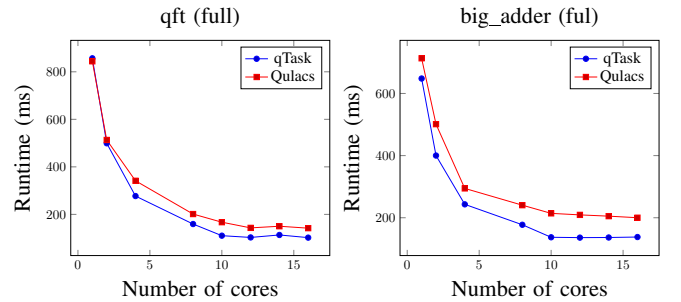 qft (full)
Runtime (ms)
800
600
400
200
0
5
10
15
Number of cores
qTask
Qulacs
big_adder (ful)
Runtime (ms)
600
400
200
0
5
10
15
Number of cores
qTask
Qulacs